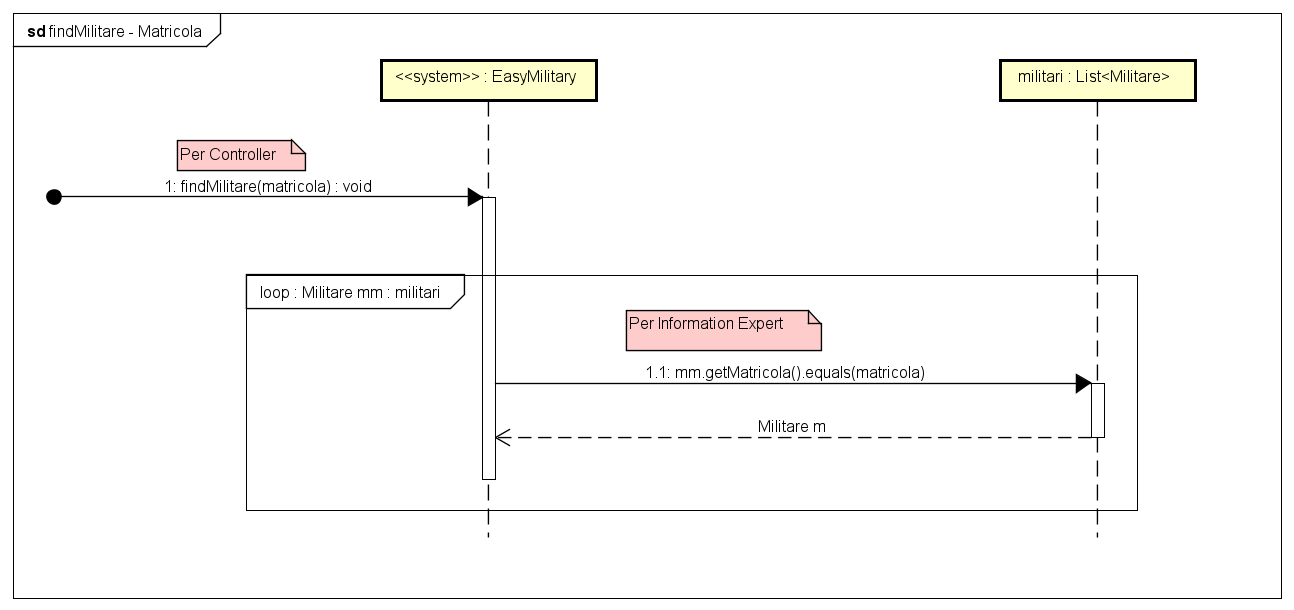 sd findMilitare - Matricola
<<system>> : EasyMilitary
militari : List<Militare>
Per Controller
1: findMilitare(matricola) : void
loop : Militare mm : militari
Per Information Expert
1.1: mm.getMatricola().equals(matricola)
Militare m